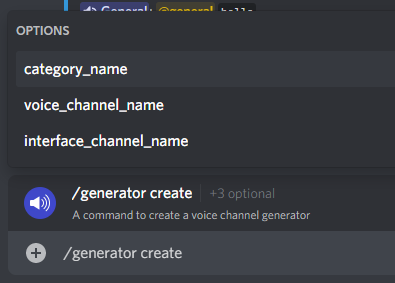 General: @general hello
OPTIONS
category_name
voice_channel_name
interface_channel_name
/generator create +3 optional
A command to create a voice channel generator
/generator create